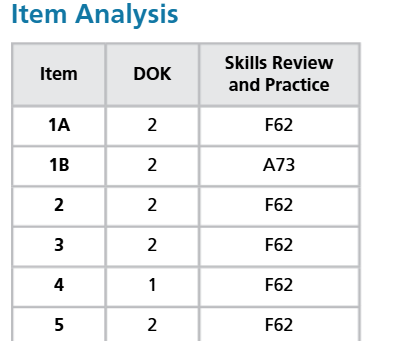 Item Analysis
Item DOK Skills Review
and Practice
1A 2 F62
1B 2 A73
2 2 F62
3 2 F62
4 1 F62
5 2 F62